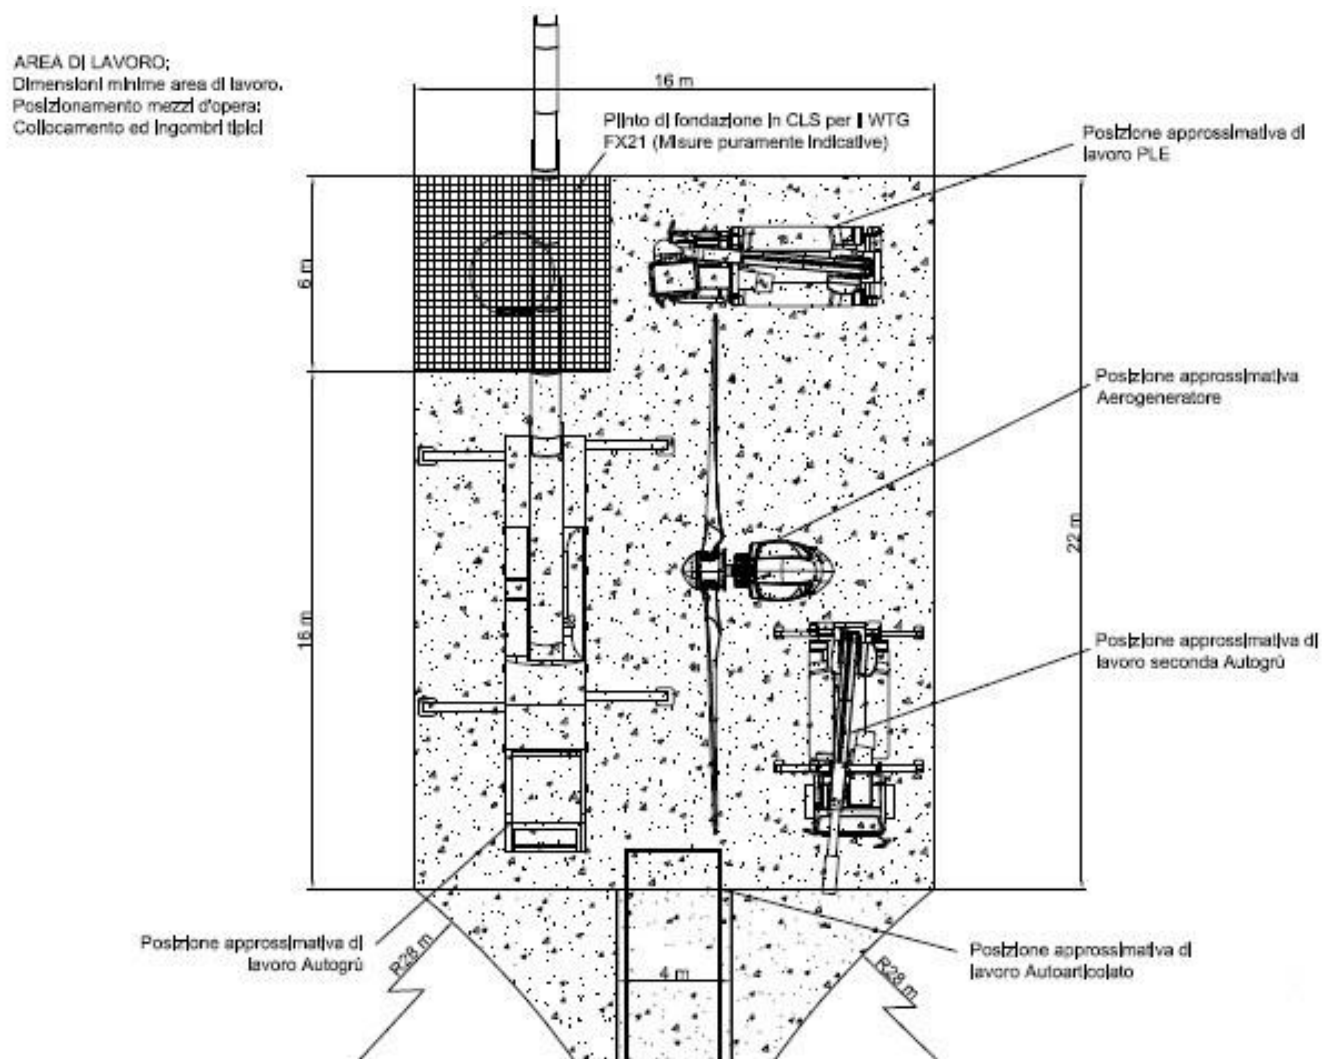 AREA DI LAVORO;
Dimensioni minime area di lavoro.
Posizionamento mezzi d'opera:
Collocamento ed ingombri tipici
16 m
Plinto di fondazione in CLS per il WTG
FX21 (Misure puramente indicative)
Posizione approssimativa di
lavoro PLE
6 m
Posizione approssimativa
Aerogeneratore
22 m
16 m
Posizione approssimativa di
lavoro seconda Autogrù
Posizione approssimativa di
lavoro Autogrù
R28 m
4 m
R28 m
Posizione approssimativa di
lavoro Autoarticolato